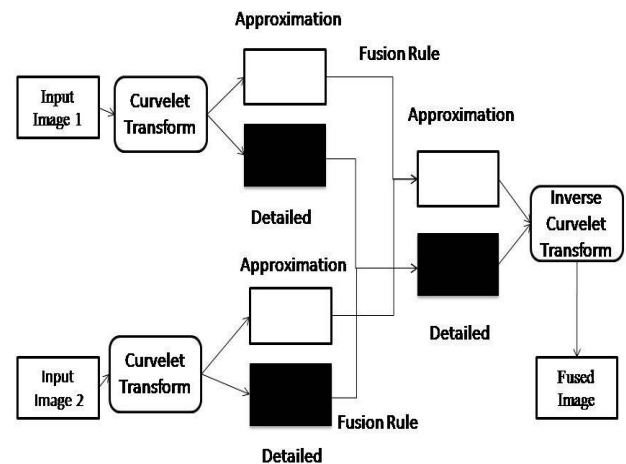 Approximation
Fusion Rule
Input
Image 1
Curvelet
Transform
Approximation
Detailed
Inverse
Curvelet
Transform
Approximation
Detailed
Input
Image 2
Curvelet
Transform
Fused
Image
Fusion Rule
Detailed